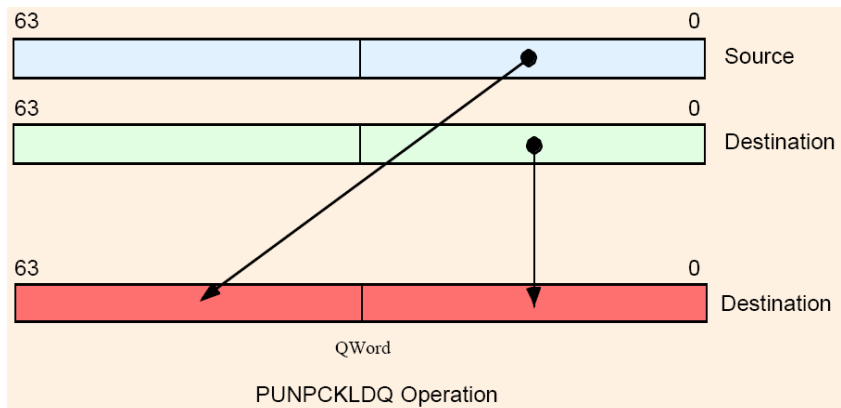 63 0
Source
63 0
Destination
63 0
Destination
QWord
PUNPCKLDQ Operation